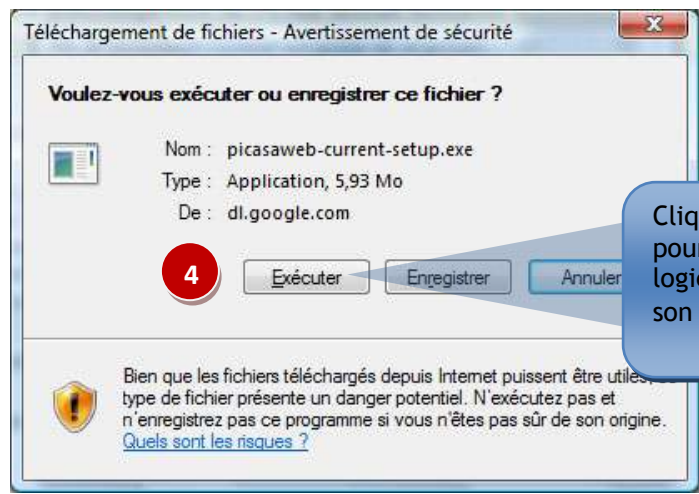 Téléchargement de fichiers - Avertissement de sécurité
Voulez-vous exécuter ou enregistrer ce fichier ?
Nom : picasaweb-current-setup.exe
Type : Application, 5,93 Mo
De : dl.google.com
4
Exécuter
Enregistrer
Annuler
pour
son
Bien que les fichiers téléchargés depuis Internet puissent être utiles,
type de fichier présente un danger potentiel. N'exécutez pas et
n'enregistrez pas ce programme si vous n'êtes pas sûr de son origine.
Quels sont les risques ?